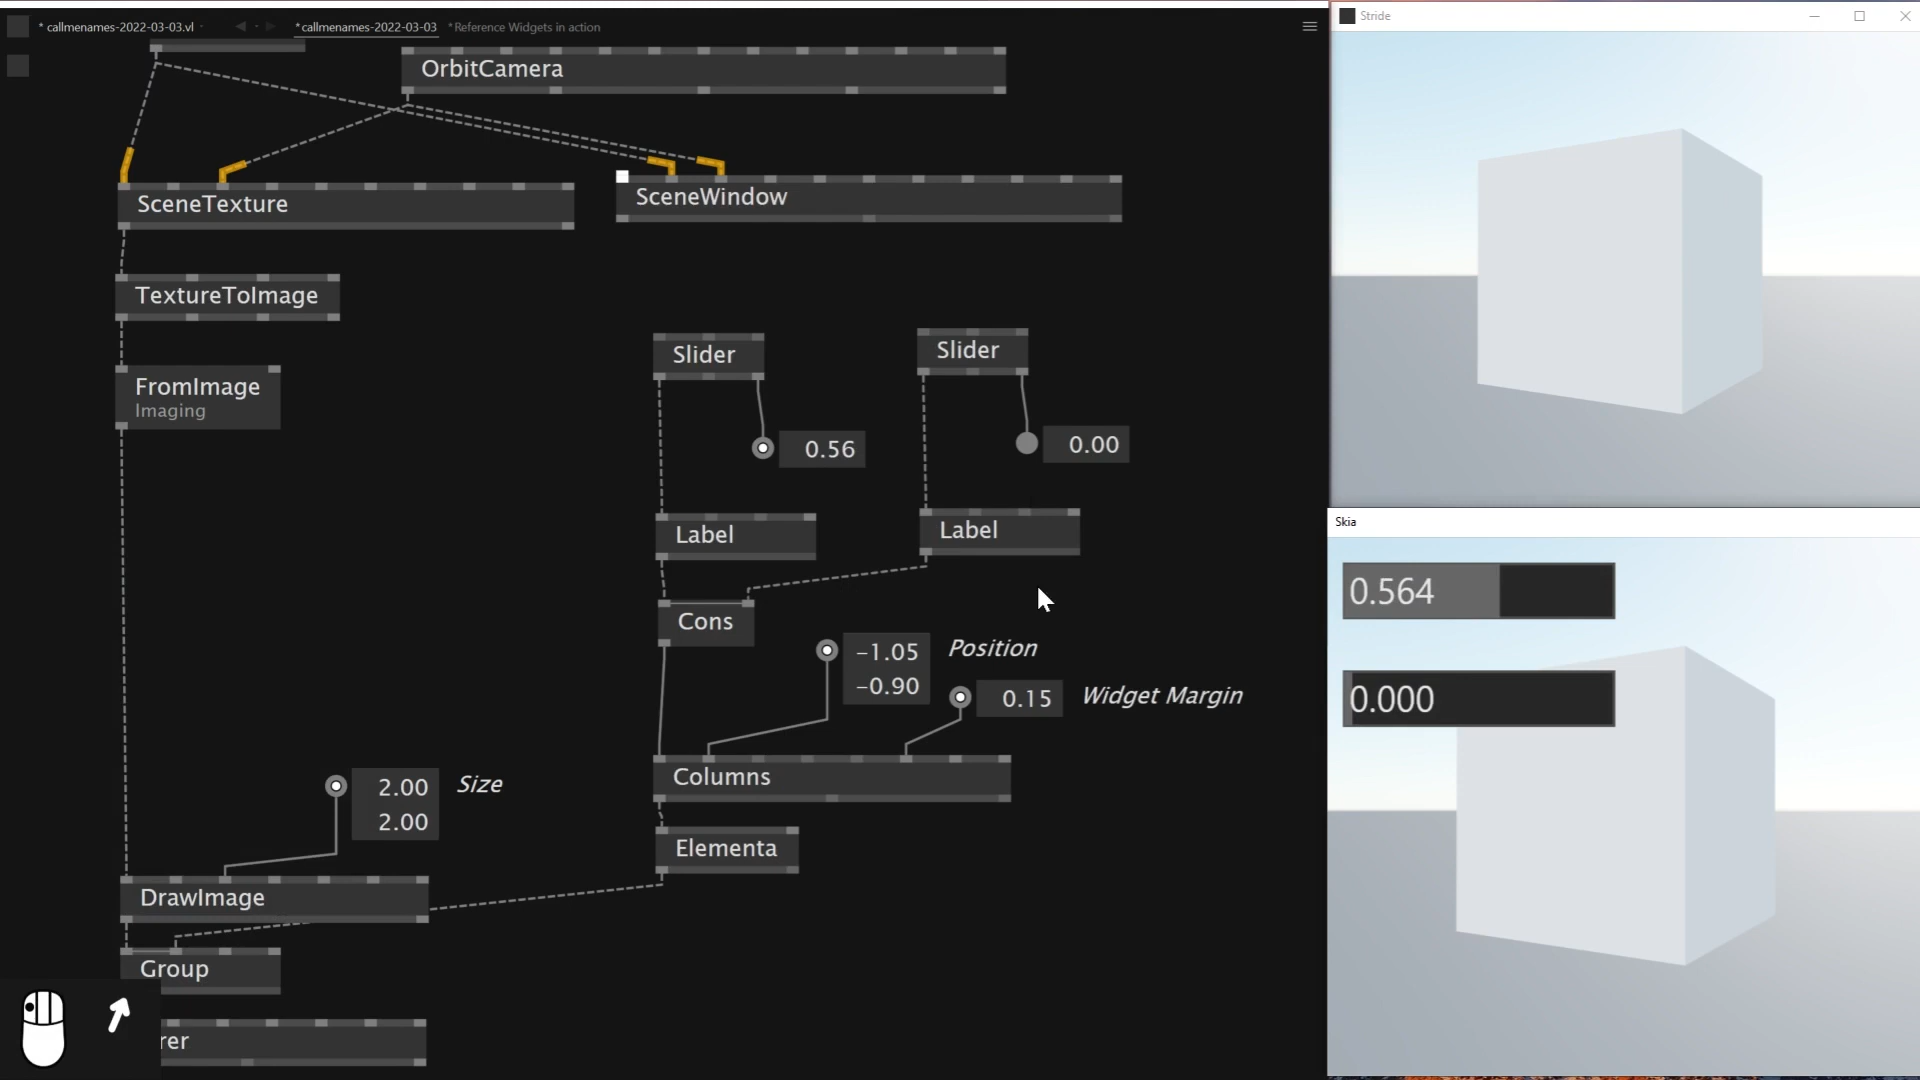 * callmenames-2022-03-03.vl
*callmenames-2022-03-03
*Reference Widgets in action
Stride
OrbitCamera
SceneTexture
SceneWindow
TextureToImage
FromImage
Imaging
Slider
Slider
0.56
0.00
Label
Label
Cons
-1.05
-0.90
Position
0.15
Widget Margin
Columns
2.00
2.00
Size
Elementa
DrawImage
Group
rer
Skia
0.564
0.000